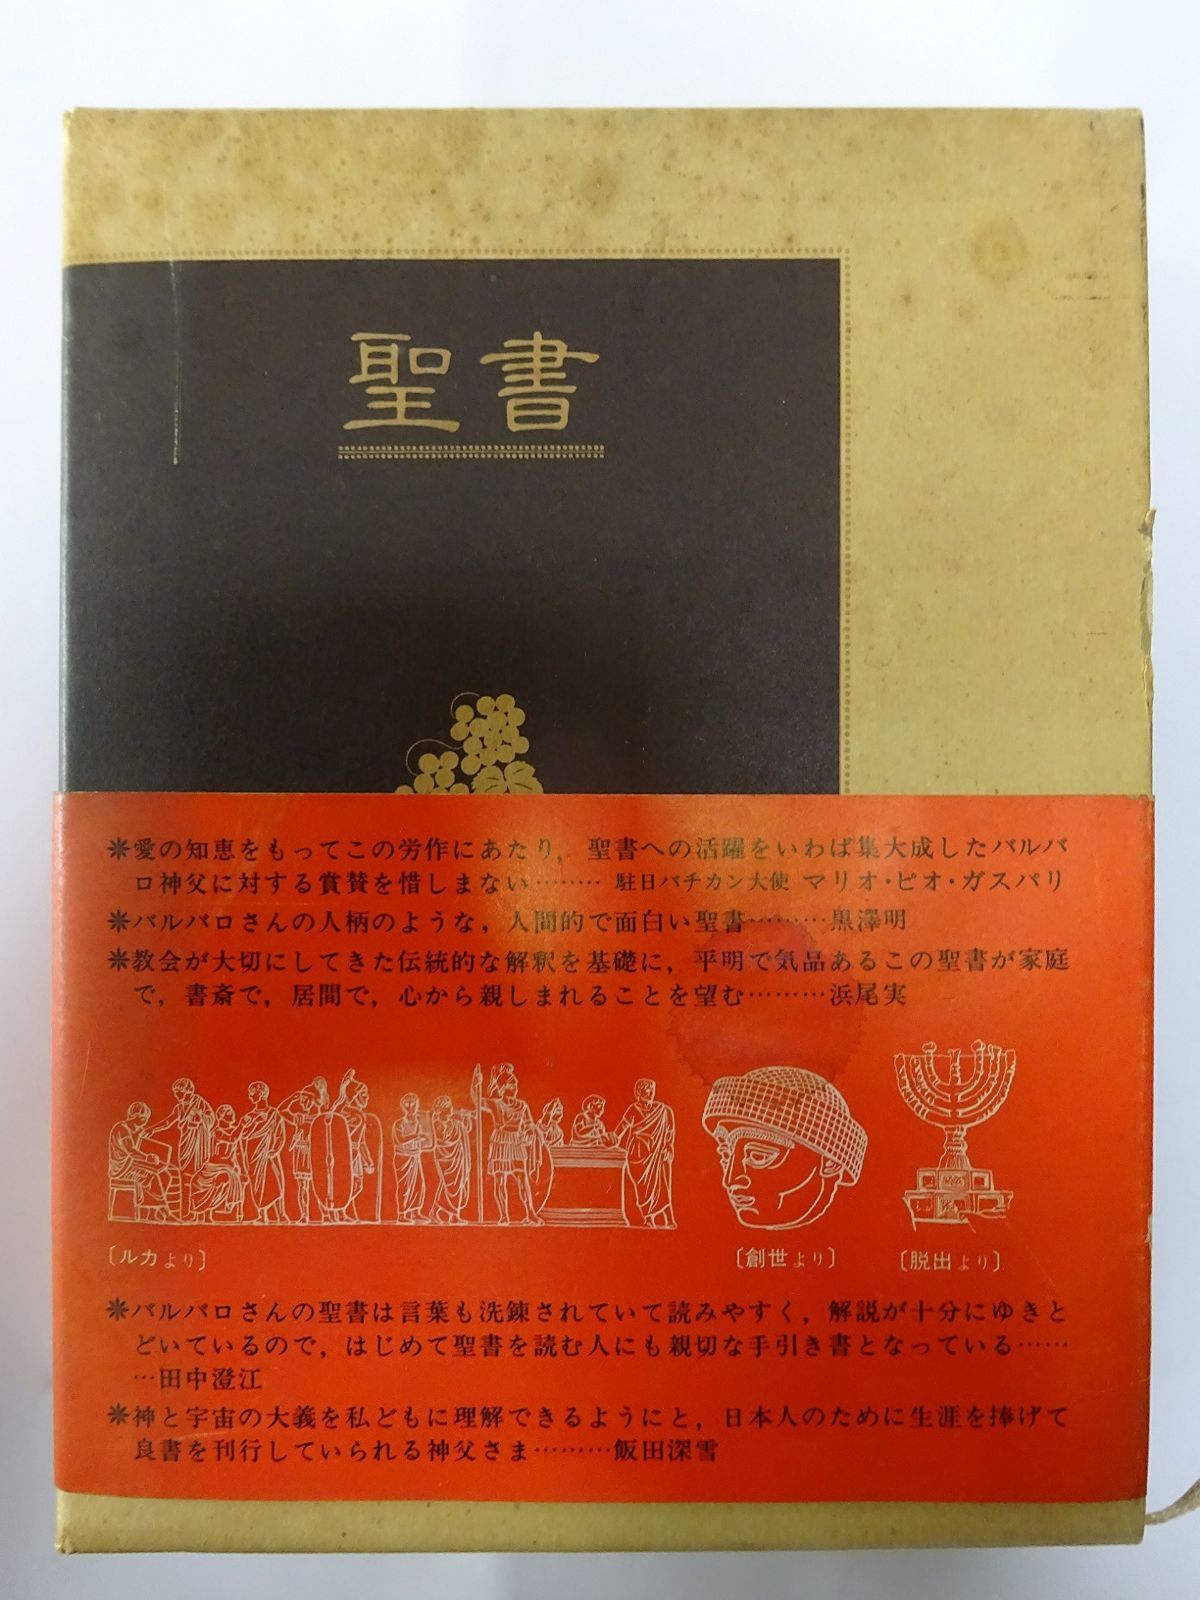 聖書
＊愛の知恵をもってこの労作にあたり，聖書への活躍をいわば集大成したバルバ
ロ神父に対する賞賛を惜しまない……… 駐日バチカン大使 マリオ・ピオ・ガスパリ
＊バルバロさんの人柄のような，人間的で面白い聖書………黒澤明
＊教会が大切にしてきた伝統的な解釈を基礎に，平明で気品あるこの聖書が家庭
で，書斎で，居間で，心から親しまれることを望む………浜尾実
〔ルカより〕 〔創世より〕 〔脱出より〕
＊バルバロさんの聖書は言葉も洗錬されていて読みやすく，解説が十分にゆきと
どいているので，はじめて聖書を読む人にも親切な手引き書となっている……
…田中澄江
＊神と宇宙の大義を私どもに理解できるようにと，日本人のために生涯を捧げて
良書を刊行していられる神父さま………飯田深雪